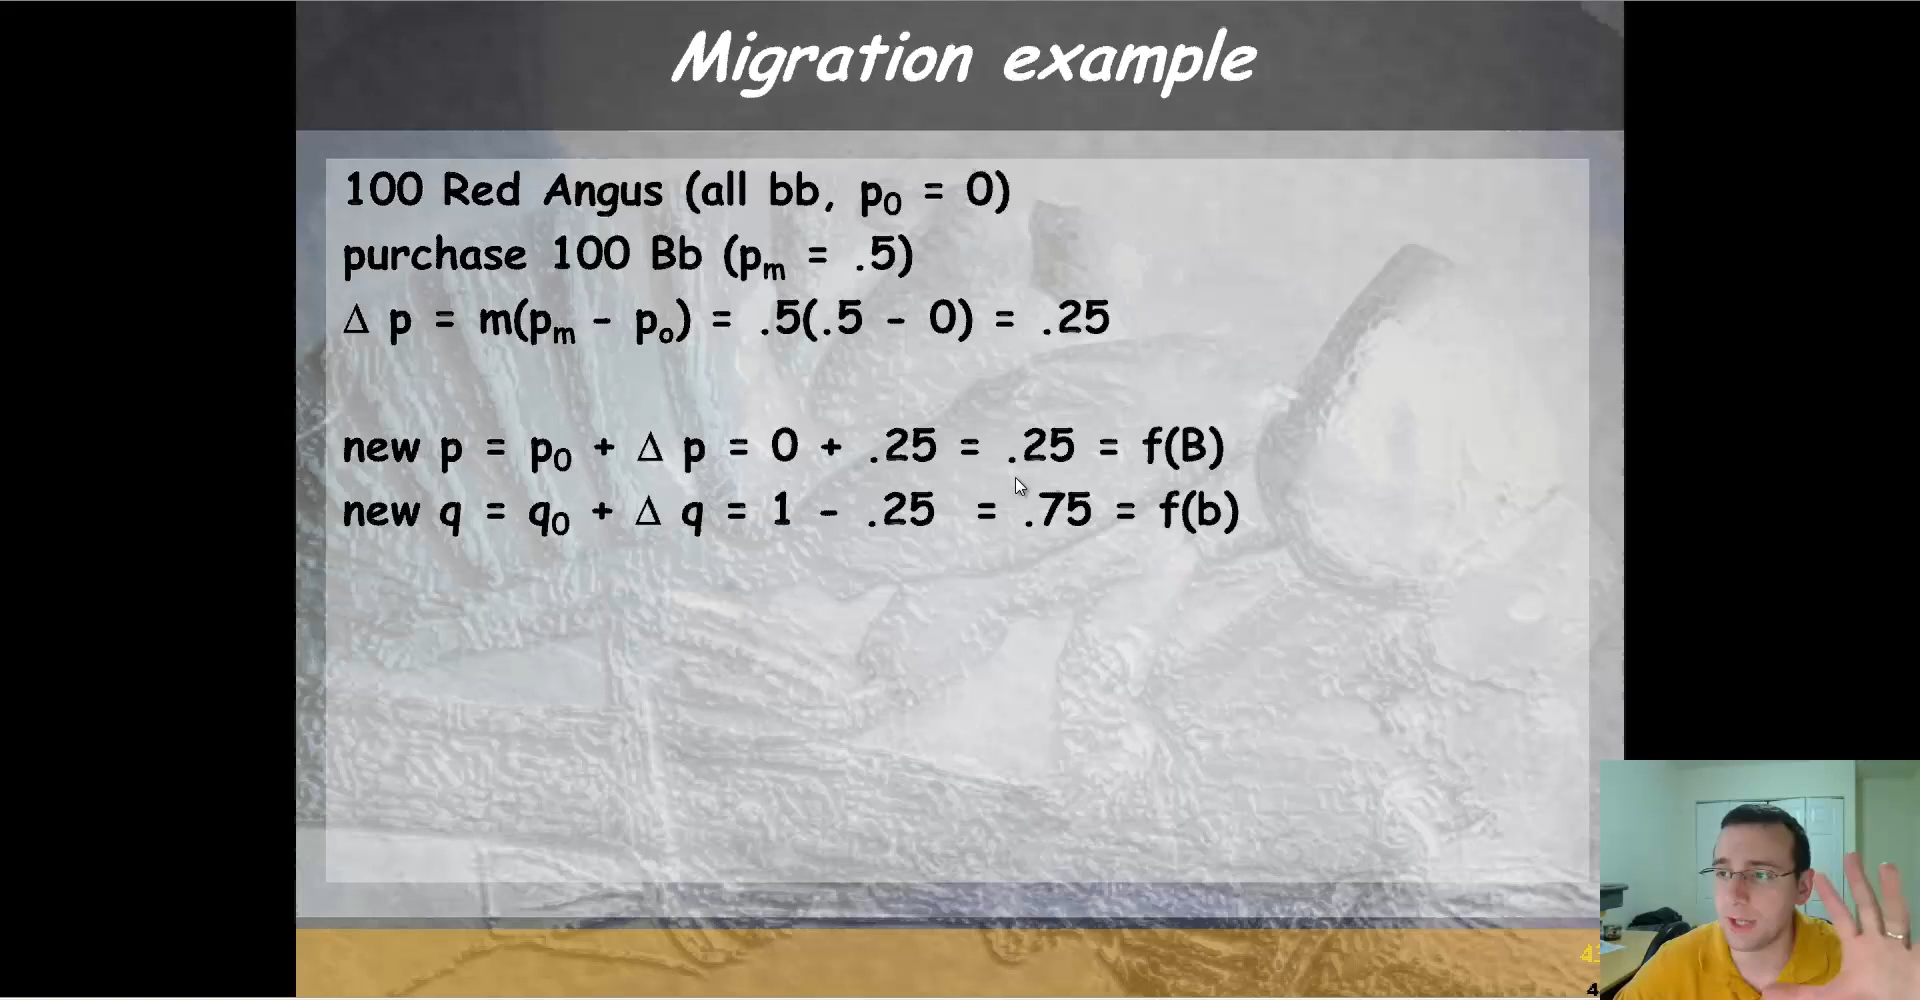 Migration example
100 Red Angus (all bb, p₀ = 0)
purchase 100 Bb (pₘ = .5)
Δ p = m(pₘ - pₒ) = .5(.5 - 0) = .25
new p = p₀ + Δ p = 0 + .25 = .25 = f(B)
new q = q₀ + Δ q = 1 - .25 = .75 = f(b)